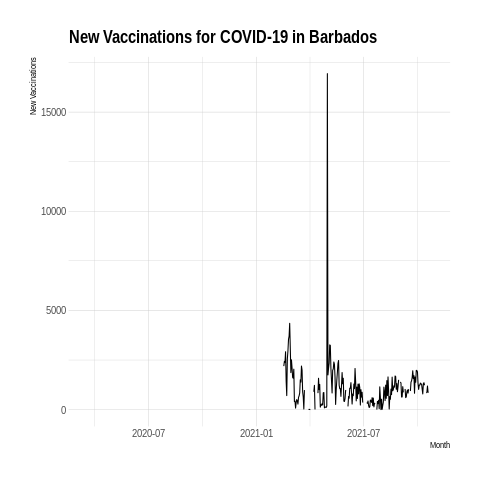 New Vaccinations for COVID-19 in Barbados
New Vaccinations
15000
10000
5000
0
2020-07 2021-01 2021-07
Month